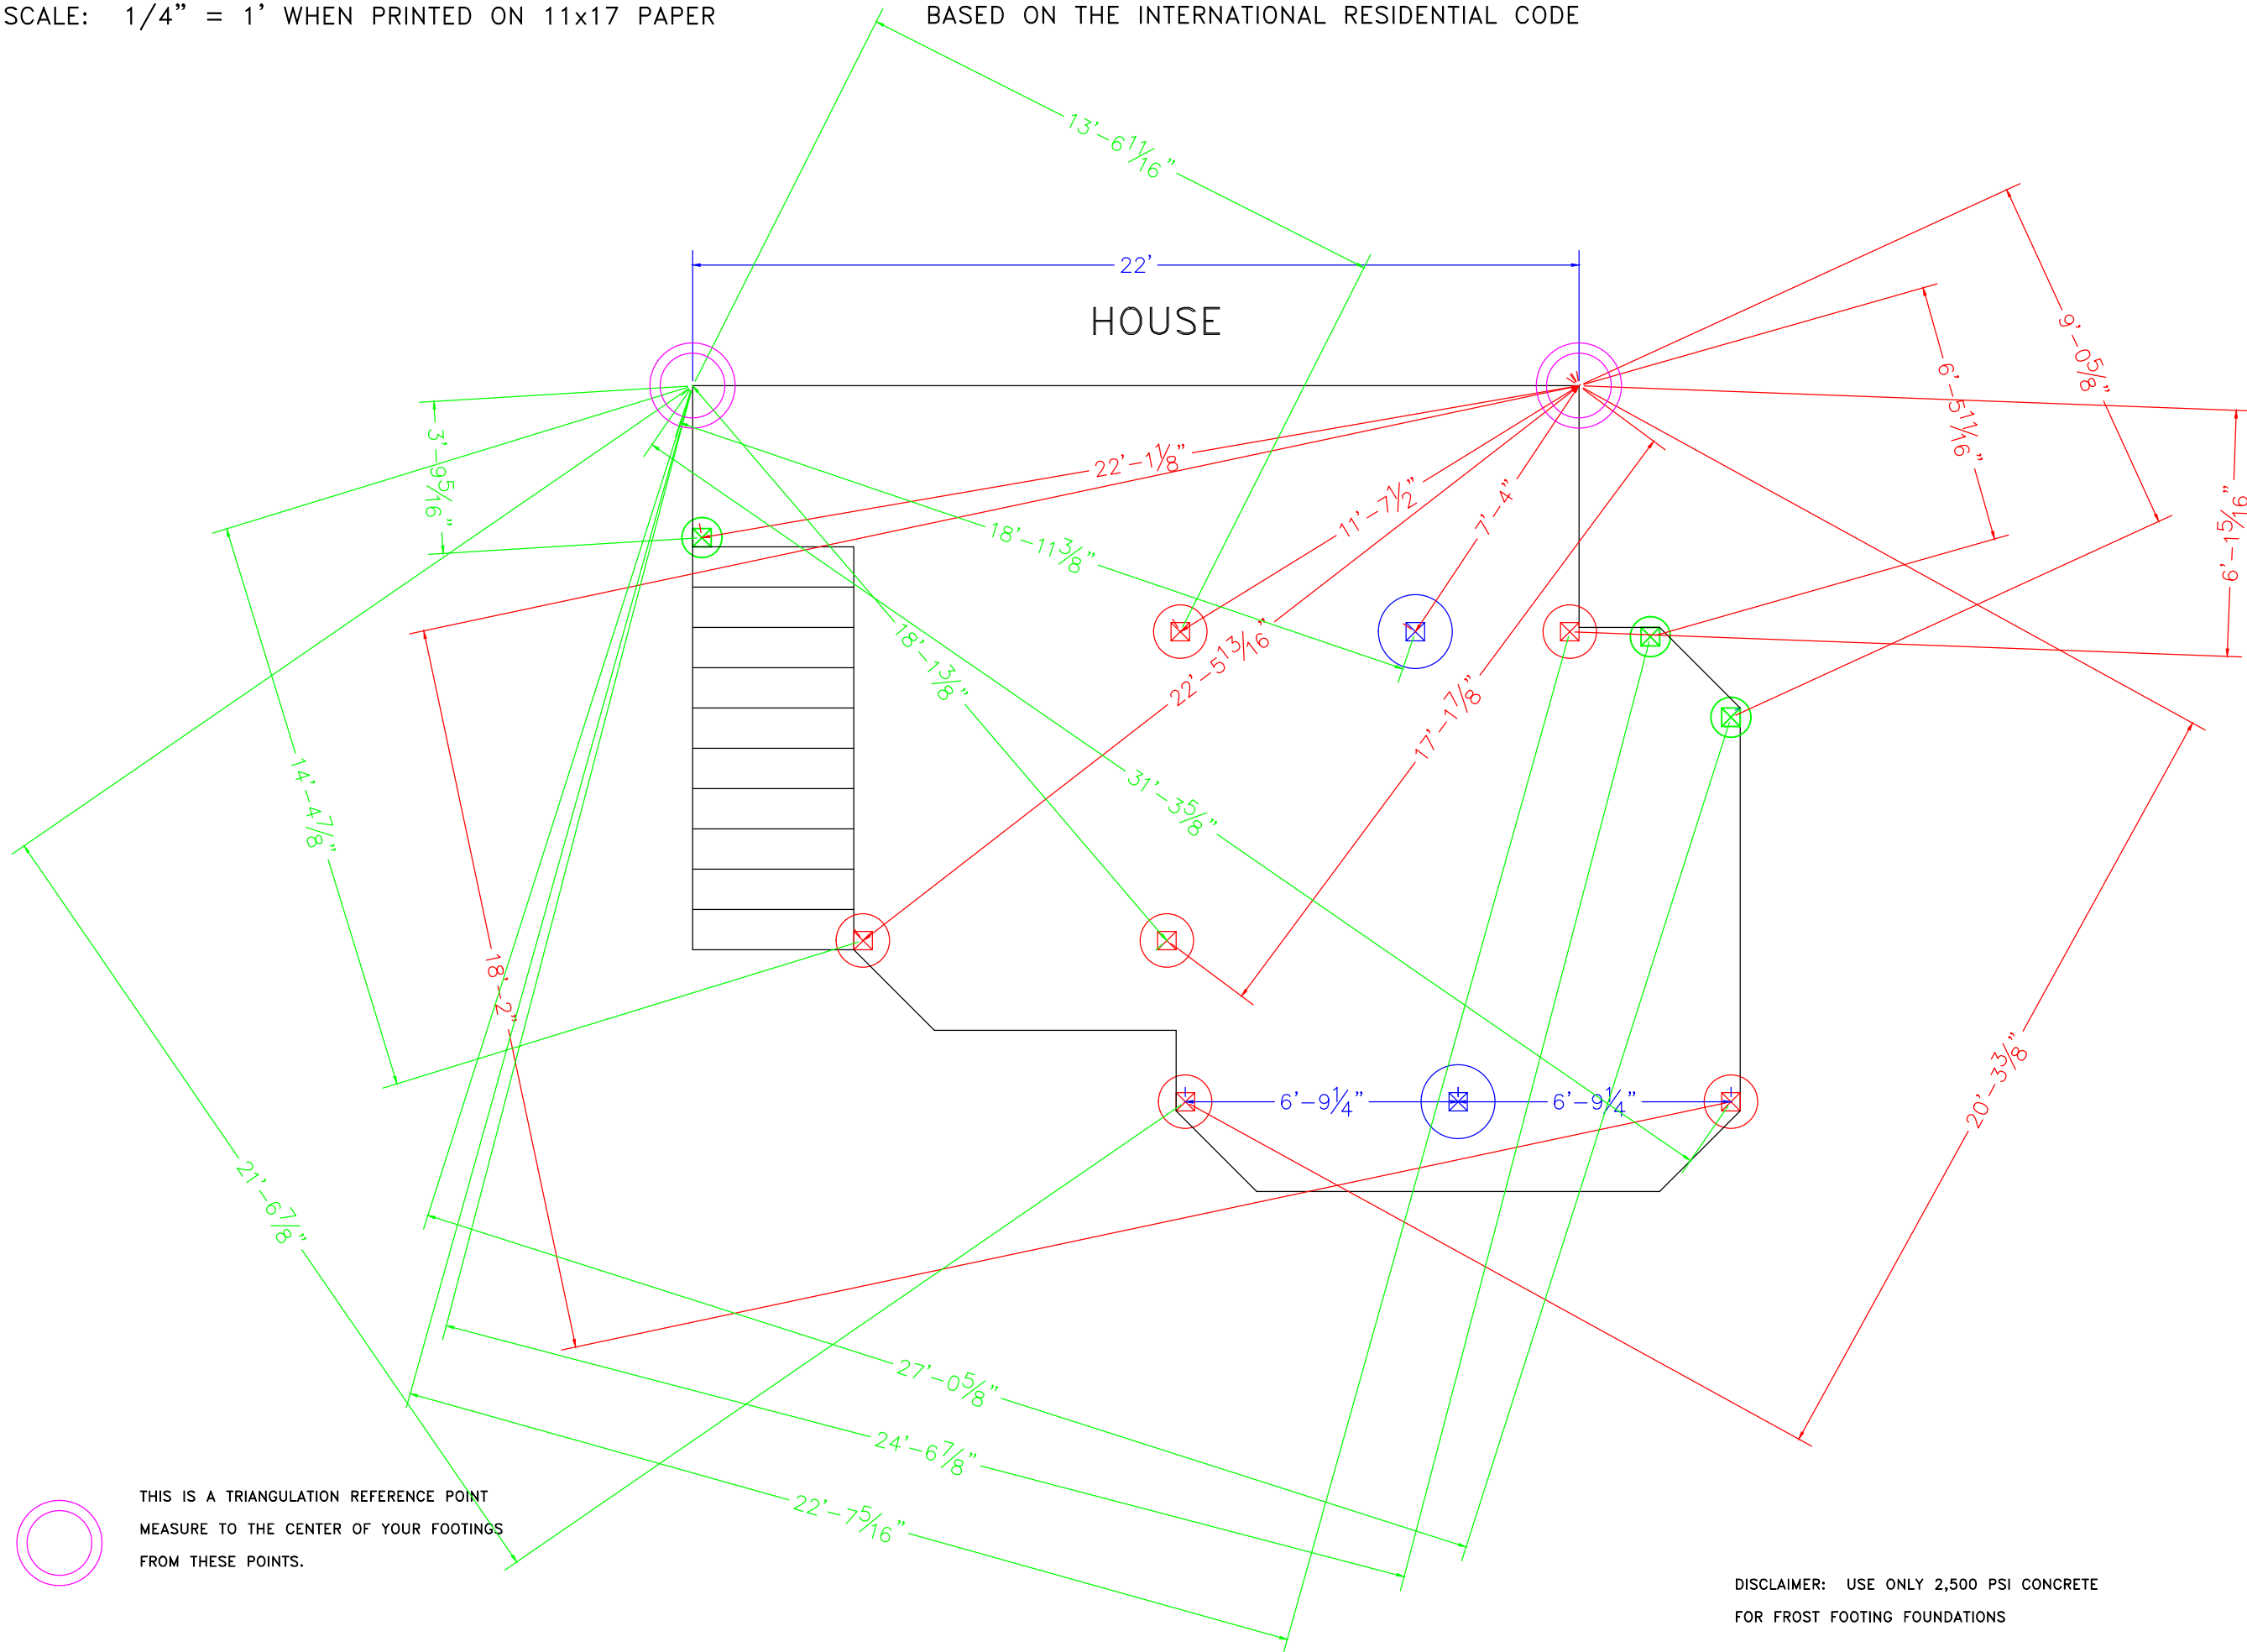 SCALE: 1/4" = 1' WHEN PRINTED ON 11x17 PAPER
BASED ON THE INTERNATIONAL RESIDENTIAL CODE
13'-6 11/16"
22'
HOUSE
9'-0 5/8"
6'-5 11/16"
3'-9 5/16"
22'-1 1/8"
11'-7 1/2"
7'-4"
6'-1 5/16"
18'-11 3/8"
18'-1 3/8"
22'-5 13/16"
17'-1 7/8"
14'-4 7/8"
31'-3 5/8"
18'-2"
20'-3 3/8"
6'-9 1/4"
6'-9 1/4"
21'-6 7/8"
27'-0 5/8"
24'-6 7/8"
22'-7 5/16"
THIS IS A TRIANGULATION REFERENCE POINT
MEASURE TO THE CENTER OF YOUR FOOTINGS
FROM THESE POINTS.
DISCLAIMER: USE ONLY 2,500 PSI CONCRETE
FOR FROST FOOTING FOUNDATIONS